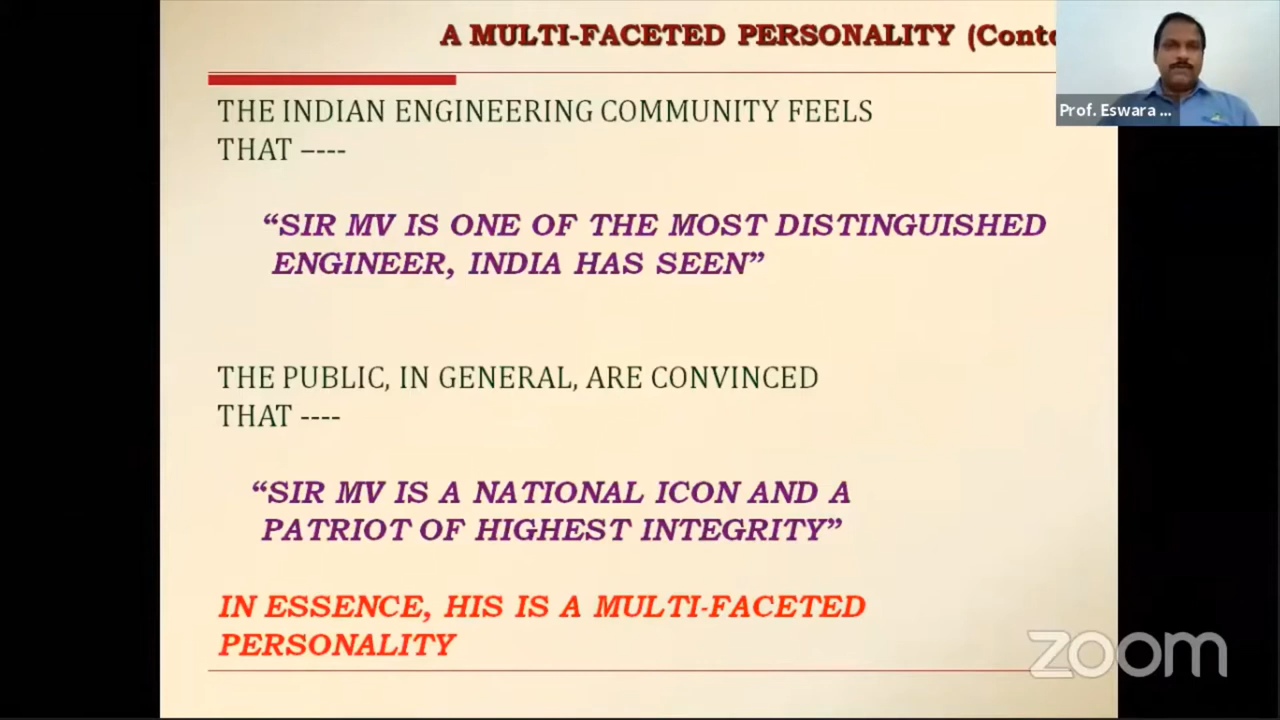 A MULTI-FACETED PERSONALITY (Contd
Prof. Eswara ...
THE INDIAN ENGINEERING COMMUNITY FEELS
THAT –---
“SIR MV IS ONE OF THE MOST DISTINGUISHED
ENGINEER, INDIA HAS SEEN”
THE PUBLIC, IN GENERAL, ARE CONVINCED
THAT ----
“SIR MV IS A NATIONAL ICON AND A
PATRIOT OF HIGHEST INTEGRITY”
IN ESSENCE, HIS IS A MULTI-FACETED
PERSONALITY
zoom